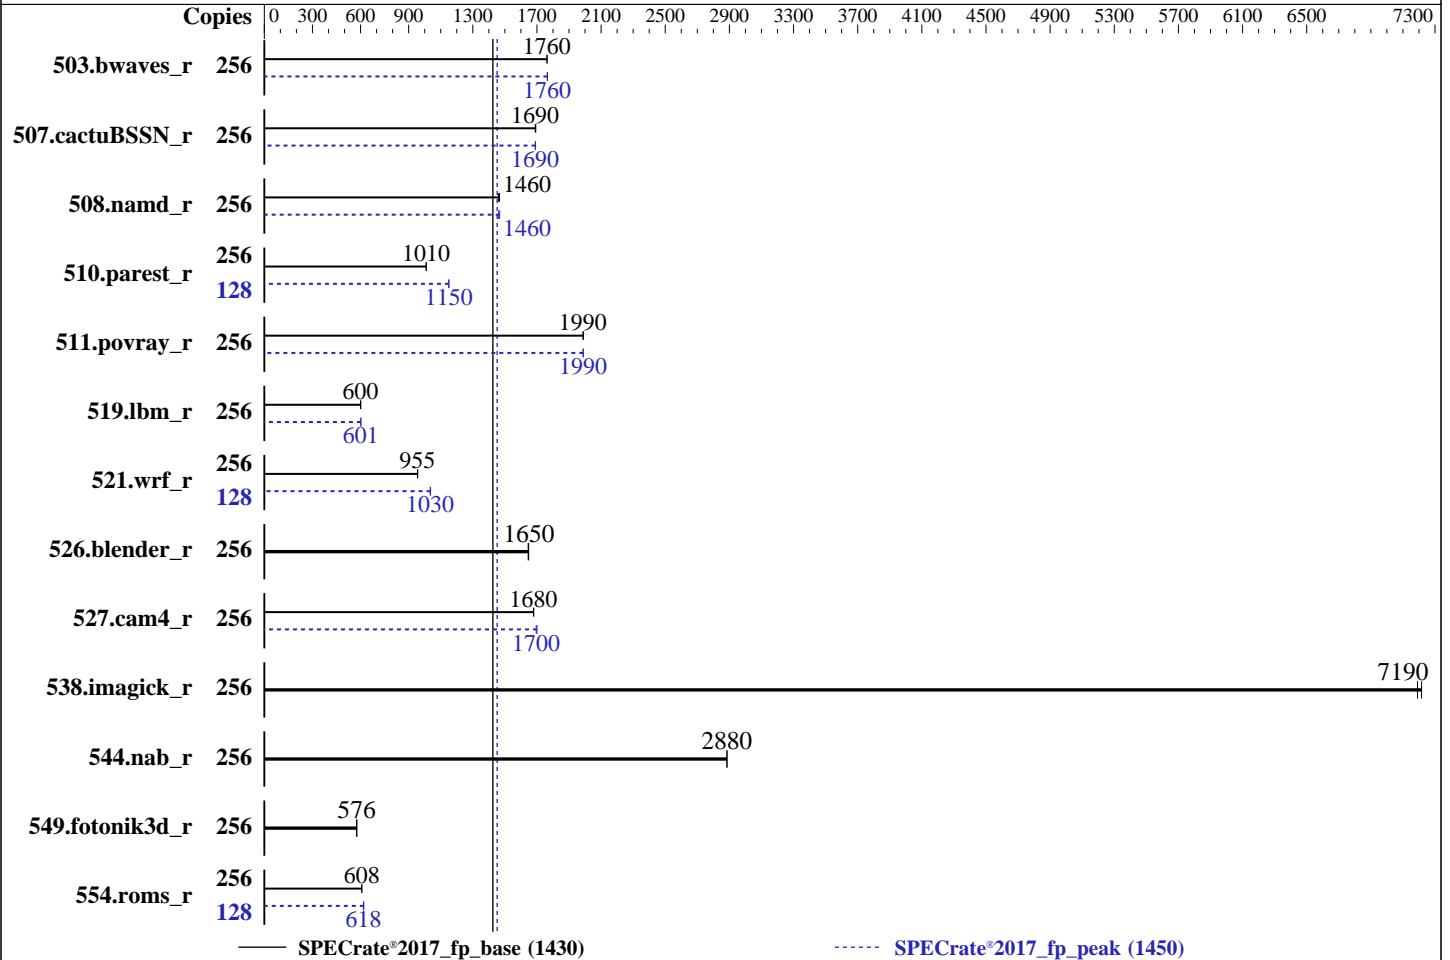 Copies 0 300 600 900 1300 1700 2100 2500 2900 3300 3700 4100 4500 4900 5300 5700 6100 6500 7300
503.bwaves_r 256 1760
1760
507.cactuBSSN_r 256 1690
1690
508.namd_r 256 1460
1460
510.parest_r 256 1010
128 1150
511.povray_r 256 1990
1990
519.lbm_r 256 600
601
521.wrf_r 256 955
128 1030
526.blender_r 256 1650
527.cam4_r 256 1680
1700
538.imagick_r 256 7190
544.nab_r 256 2880
549.fotonik3d_r 256 576
554.roms_r 256 608
128 618
SPECrate®2017_fp_base (1430) SPECrate®2017_fp_peak (1450)